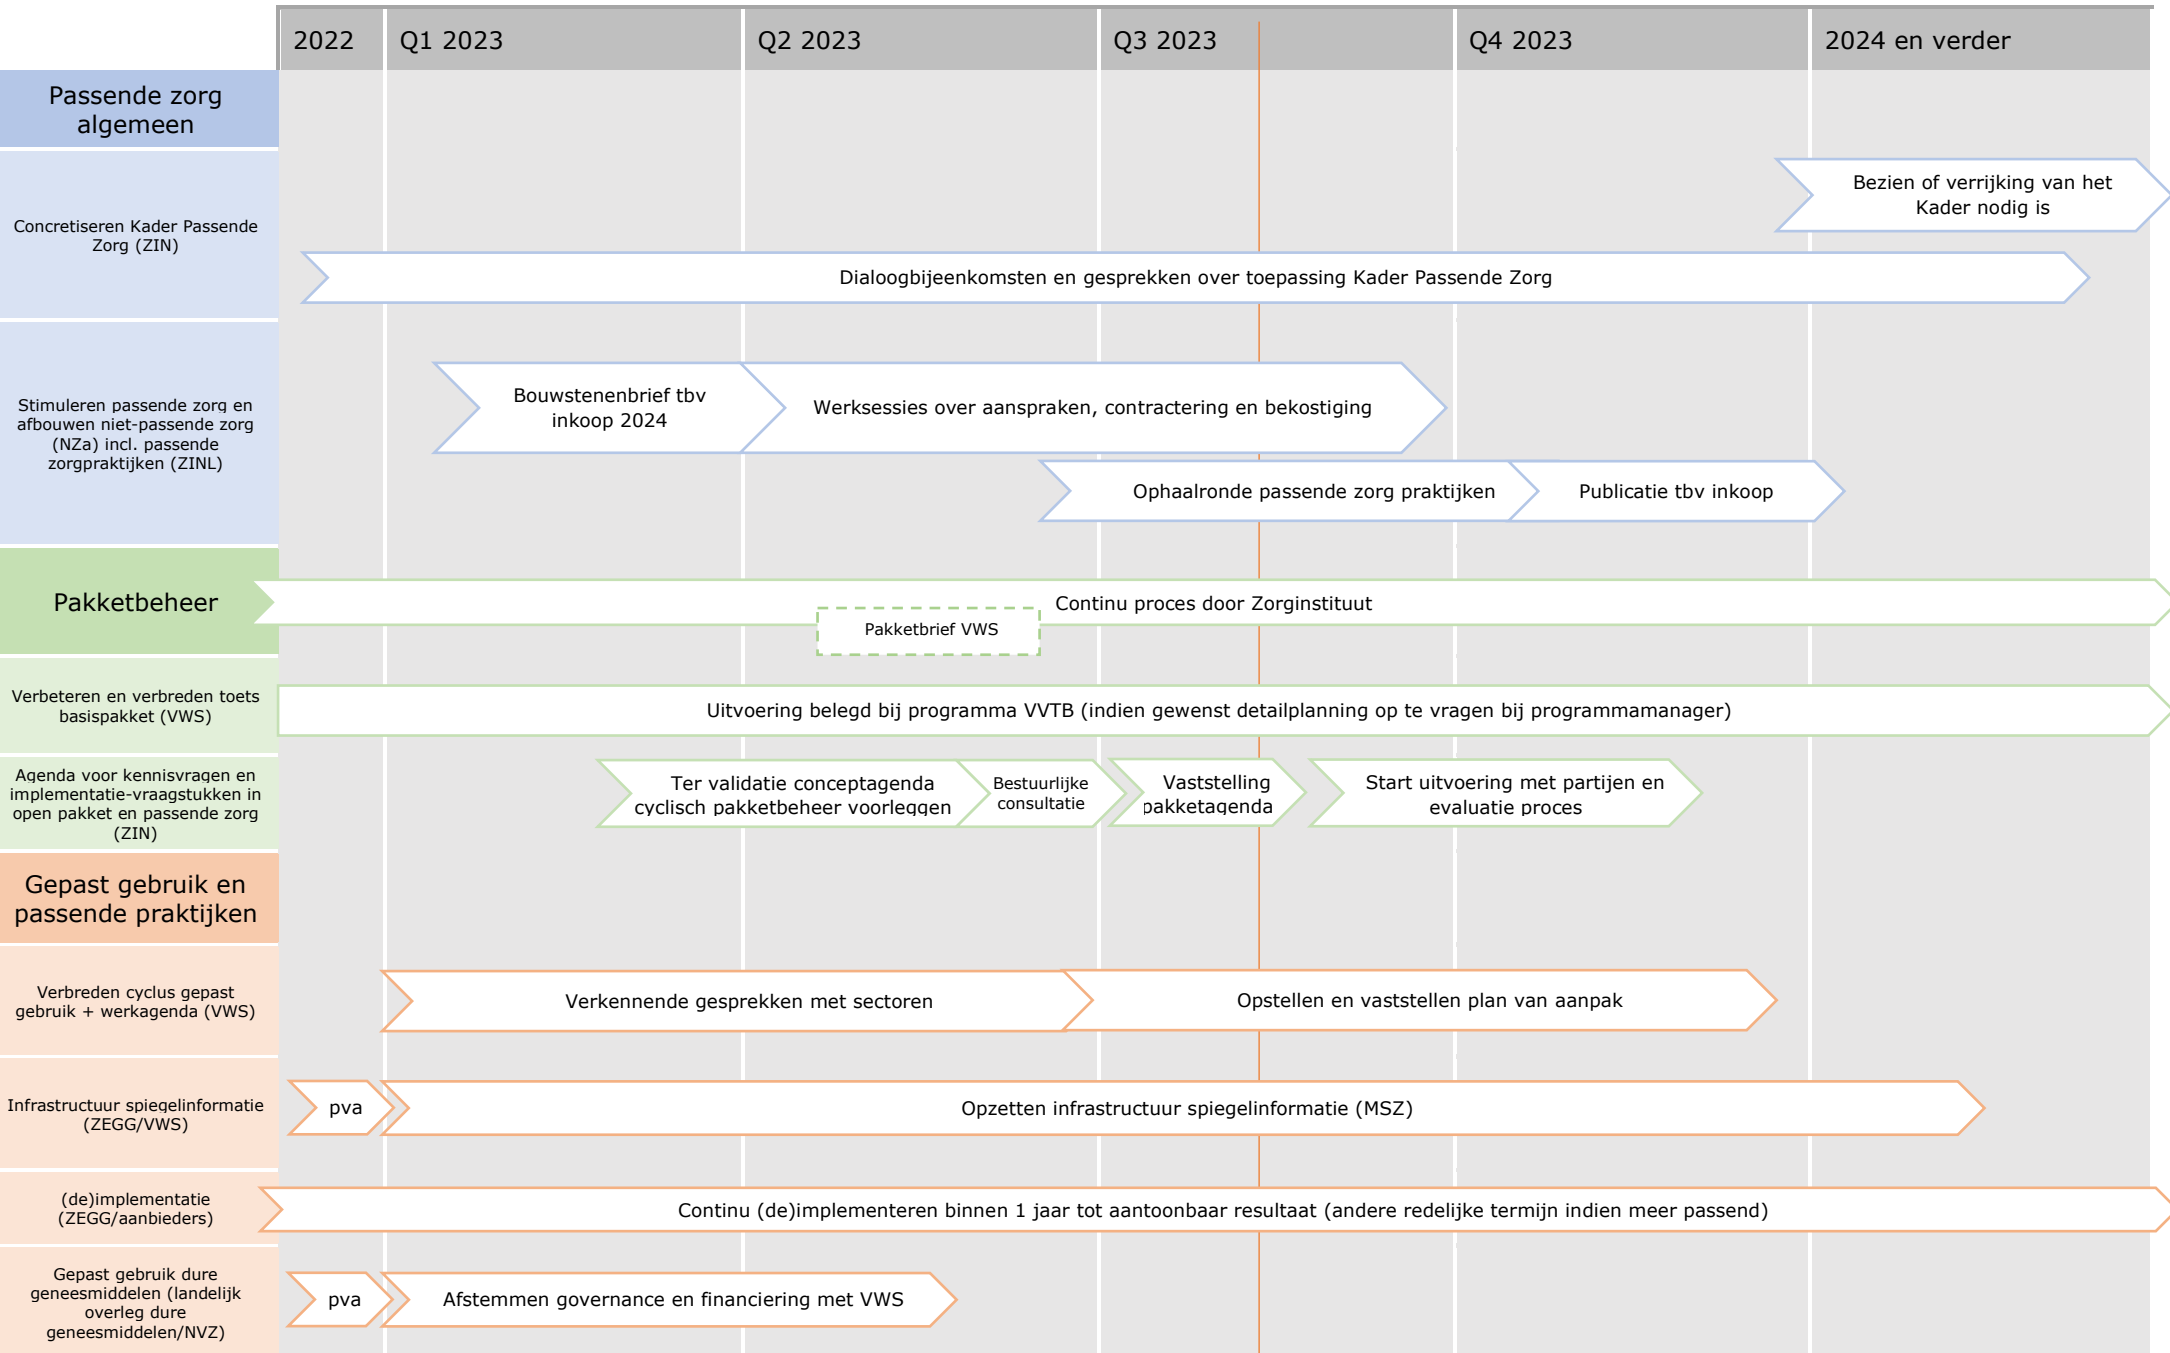 2022
Q1 2023
Q2 2023
Q3 2023
Q4 2023
2024 en verder
Passende zorg
algemeen
Concretiseren Kader Passende
Zorg (ZIN)
Bezien of verrijking van het
Kader nodig is
Dialoogbijeenkomsten en gesprekken over toepassing Kader Passende Zorg
Stimuleren passende zorg en
afbouwen niet-passende zorg
(NZa) incl. passende
zorgpraktijken (ZINL)
Bouwstenenbrief tbv
inkoop 2024
Werksessies over aanspraken, contractering en bekostiging
Ophaalronde passende zorg praktijken
Publicatie tbv inkoop
Pakketbeheer
Continu proces door Zorginstituut
Pakketbrief VWS
Verbeteren en verbreden toets
basispakket (VWS)
Uitvoering belegd bij programma VVTB (indien gewenst detailplanning op te vragen bij programmamanager)
Agenda voor kennisvragen en
implementatie-vraagstukken in
open pakket en passende zorg
(ZIN)
Ter validatie conceptagenda
cyclisch pakketbeheer voorleggen
Bestuurlijke
consultatie
Vaststelling
pakketagenda
Start uitvoering met partijen en
evaluatie proces
Gepast gebruik en
passende praktijken
Verbreden cyclus gepast
gebruik + werkagenda (VWS)
Verkennende gesprekken met sectoren
Opstellen en vaststellen plan van aanpak
Infrastructuur spiegelinformatie
(ZEGG/VWS)
pva
Opzetten infrastructuur spiegelinformatie (MSZ)
(de)implementatie
(ZEGG/aanbieders)
Continu (de)implementeren binnen 1 jaar tot aantoonbaar resultaat (andere redelijke termijn indien meer passend)
Gepast gebruik dure
geneesmiddelen (landelijk
overleg dure
geneesmiddelen/NVZ)
pva
Afstemmen governance en financiering met VWS